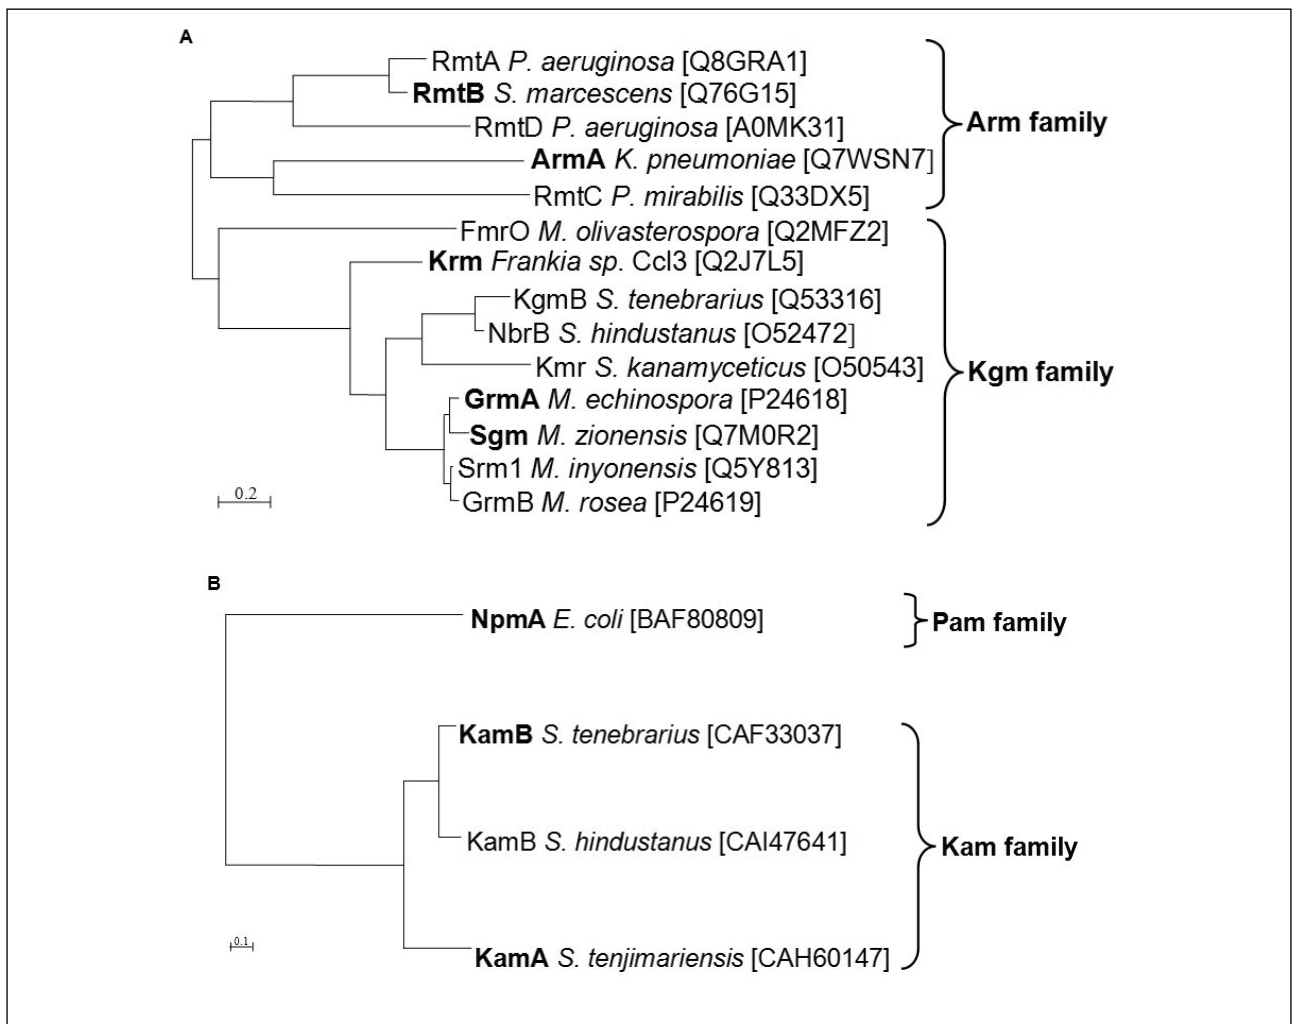 A
RmtA P. aeruginosa [Q8GRA1]
RmtB S. marcescens [Q76G15]
RmtD P. aeruginosa [A0MK31]
Arm family
ArmA K. pneumoniae [Q7WSN7]
RmtC P. mirabilis [Q33DX5]
FmrO M. olivasterospora [Q2MFZ2]
Krm Frankia sp. Ccl3 [Q2J7L5]
KgmB S. tenebrarius [Q53316]
NbrB S. hindustanus [O52472]
Kmr S. kanamyceticus [O50543]
Kgm family
GrmA M. echinospora [P24618]
Sgm M. zionensis [Q7M0R2]
Srm1 M. inyonensis [Q5Y813]
GrmB M. rosea [P24619]
0.2
B
NpmA E. coli [BAF80809]
Pam family
KamB S. tenebrarius [CAF33037]
KamB S. hindustanus [CAI47641]
Kam family
0.1
KamA S. tenjimariensis [CAH60147]